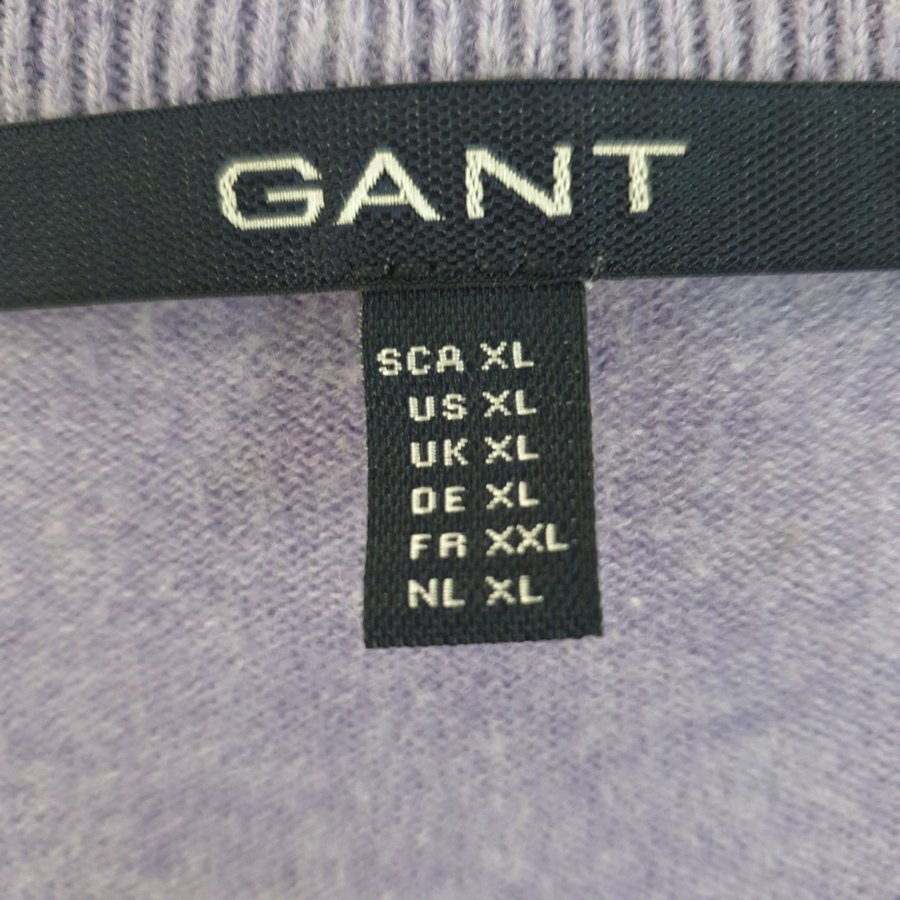 GANT
SCA XL
US XL
UK XL
DE XL
FR XXL
NL XL